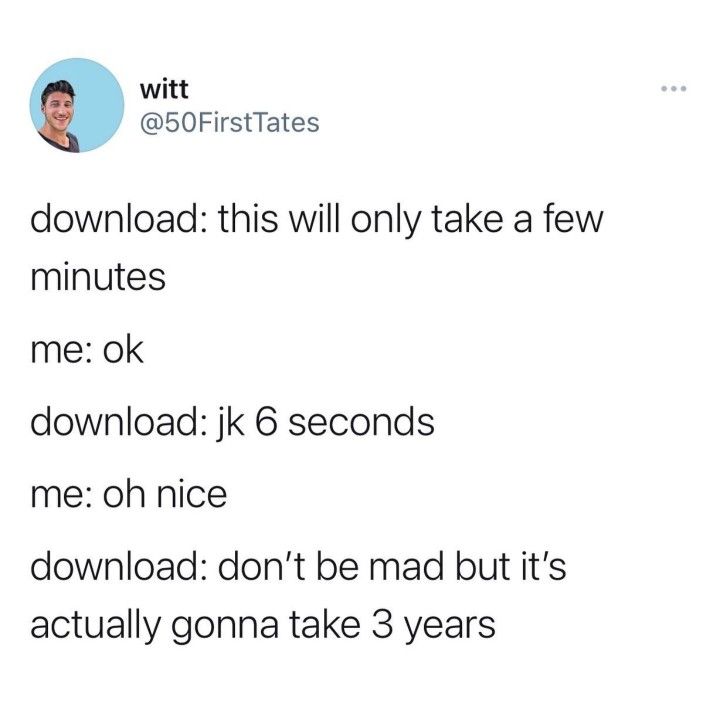 witt
@50FirstTates
download: this will only take a few
minutes
me: ok
download: jk 6 seconds
me: oh nice
download: don't be mad but it's
actually gonna take 3 years